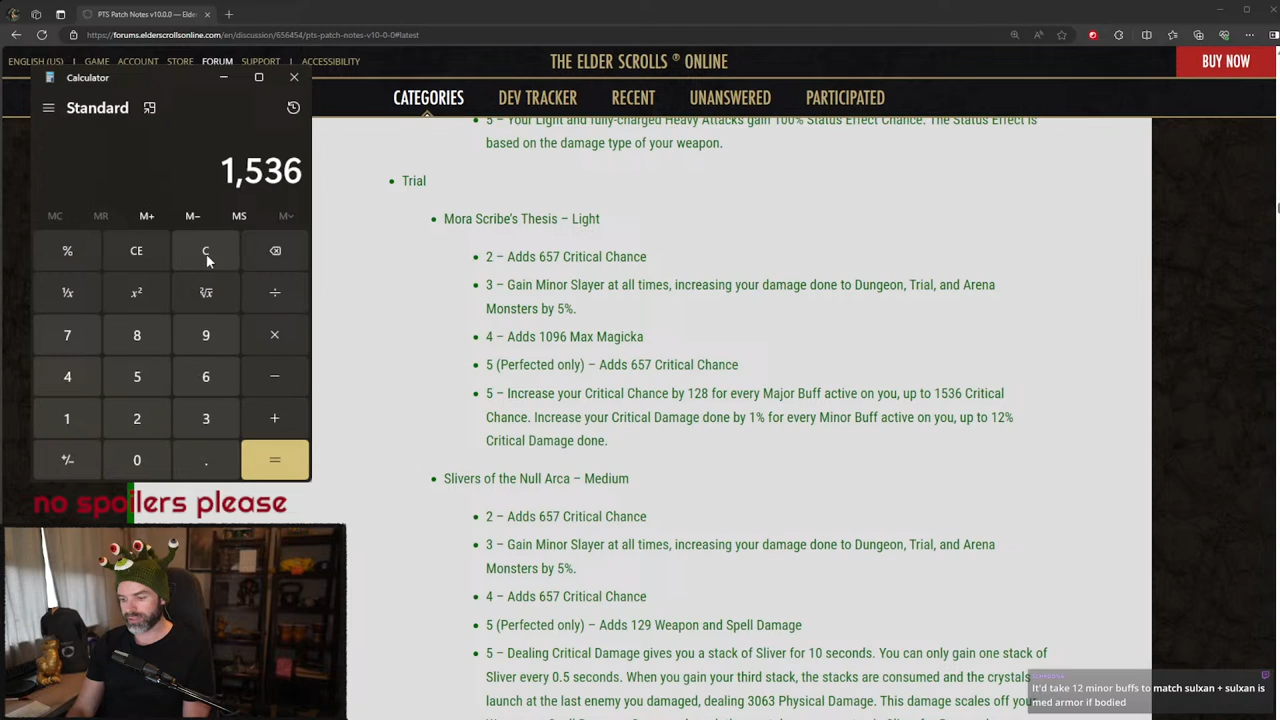 PTS Patch Notes v10.0.0 — Elder
https://forums.elderscrollsonline.com/en/discussion/656454/pts-patch-notes-v10-0-0#latest
ENGLISH (US) GAME ACCOUNT STORE FORUM SUPPORT ACCESSIBILITY
THE ELDER SCROLLS ® ONLINE
BUY NOW
CATEGORIES DEV TRACKER RECENT UNANSWERED PARTICIPATED
Calculator
Standard
1,536
MC MR M+ M− MS M˅
% CE C ⌫
¹/x x² ²√x ÷
7 8 9 ×
4 5 6 −
1 2 3 +
+/− 0 . =
no spoilers please
5 – Your Light and fully-charged Heavy Attacks gain 100% Status Effect Chance. The Status Effect is
based on the damage type of your weapon.
Trial
Mora Scribe's Thesis – Light
2 – Adds 657 Critical Chance
3 – Gain Minor Slayer at all times, increasing your damage done to Dungeon, Trial, and Arena
Monsters by 5%.
4 – Adds 1096 Max Magicka
5 (Perfected only) – Adds 657 Critical Chance
5 – Increase your Critical Chance by 128 for every Major Buff active on you, up to 1536 Critical
Chance. Increase your Critical Damage done by 1% for every Minor Buff active on you, up to 12%
Critical Damage done.
Slivers of the Null Arca – Medium
2 – Adds 657 Critical Chance
3 – Gain Minor Slayer at all times, increasing your damage done to Dungeon, Trial, and Arena
Monsters by 5%.
4 – Adds 657 Critical Chance
5 (Perfected only) – Adds 129 Weapon and Spell Damage
5 – Dealing Critical Damage gives you a stack of Sliver for 10 seconds. You can only gain one stack of
Sliver every 0.5 seconds. When you gain your third stack, the stacks are consumed and the crystals
launch at the last enemy you damaged, dealing 3063 Physical Damage. This damage scales off you
It'd take 12 minor buffs to match sulxan + sulxan is
med armor if bodied